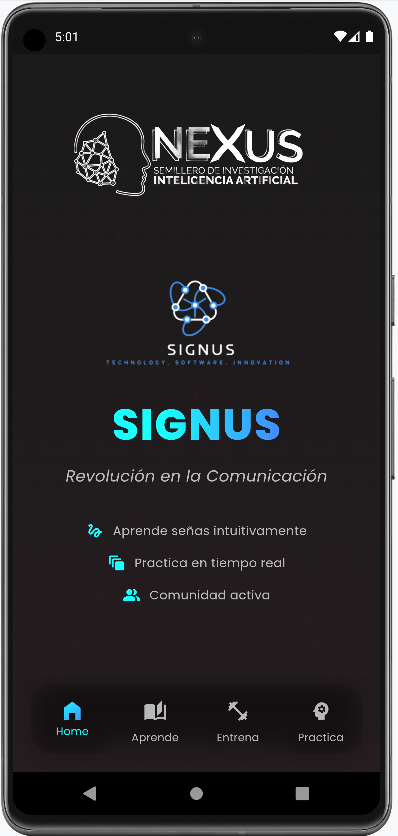 5:01
NEXUS
SEMILLERO DE INVESTIGACIÓN
INTELIGENCIA ARTIFICIAL
SIGNUS
TECHNOLOGY, SOFTWARE, INNOVATION
SIGNUS
Revolución en la Comunicación
Aprende señas intuitivamente
Practica en tiempo real
Comunidad activa
Home
Aprende
Entrena
Practica